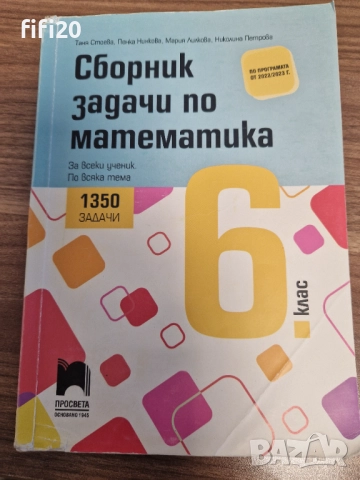 fifi20
Таня Стоева, Пенка Нинкова, Мария Лилкова, Николина Петрова
Сборник
задачи по
математика
ПО ПРОГРАМАТА
ОТ 2022/2023 Г.
За всеки ученик.
По всяка тема
1350
ЗАДАЧИ
6.
клас
ПРОСВЕТА
ОСНОВАНО 1945
BAZAR